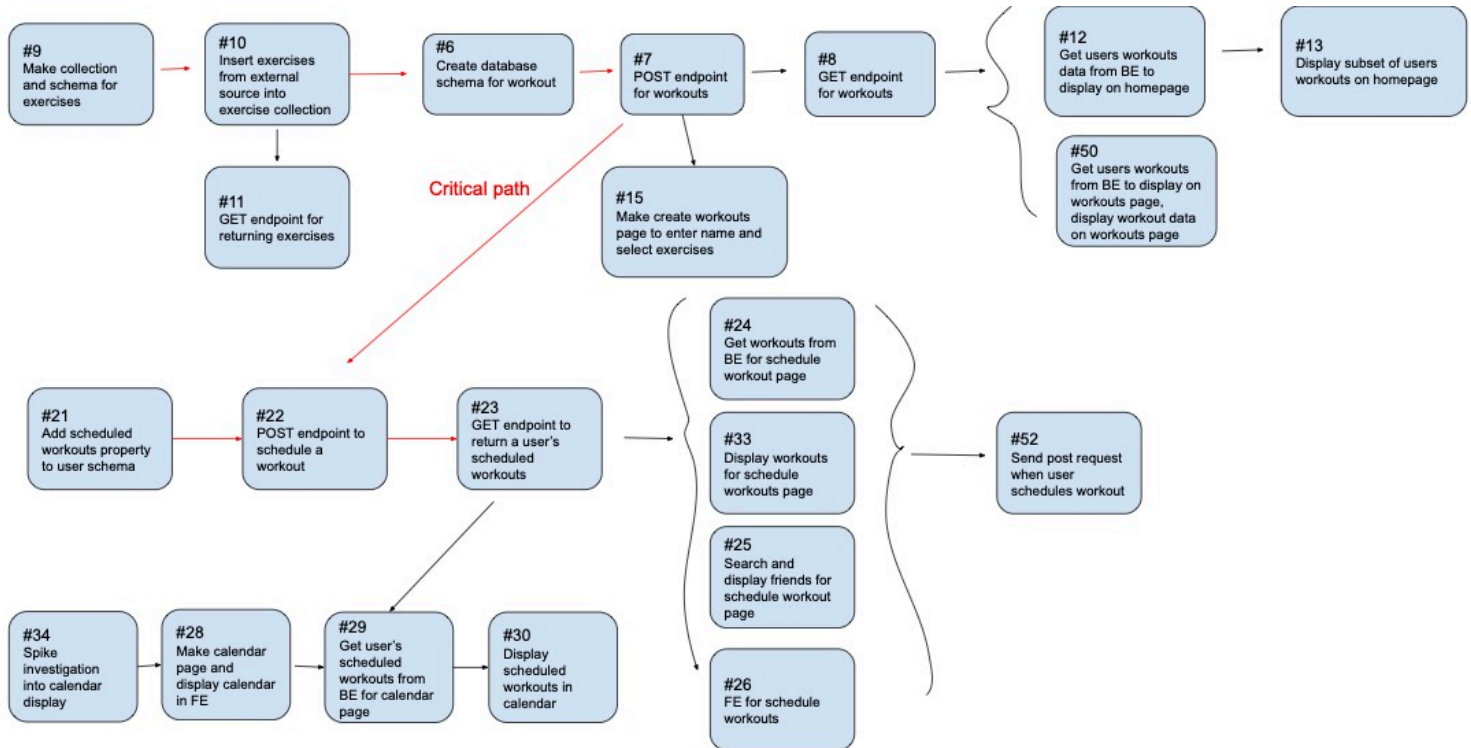 #9
Make collection
and schema for
exercises
#10
Insert exercises
from external
source into
exercise collection
#6
Create database
schema for workout
#7
POST endpoint
for workouts
#8
GET endpoint
for workouts
#12
Get users workouts
data from BE to
display on homepage
#13
Display subset of users
workouts on homepage
#50
Get users workouts
from BE to display on
workouts page,
display workout data
on workouts page
#11
GET endpoint for
returning exercises
Critical path
#15
Make create workouts
page to enter name and
select exercises
#24
Get workouts from
BE for schedule
workout page
#21
Add scheduled
workouts property
to user schema
#22
POST endpoint to
schedule a
workout
#23
GET endpoint to
return a user's
scheduled
workouts
#33
Display workouts
for schedule
workouts page
#52
Send post request
when user
schedules workout
#25
Search and
display friends for
schedule workout
page
#34
Spike
investigation
into calendar
display
#28
Make calendar
page and
display calendar
in FE
#29
Get user's
scheduled
workouts from
BE for calendar
page
#30
Display
scheduled
workouts in
calendar
#26
FE for schedule
workouts